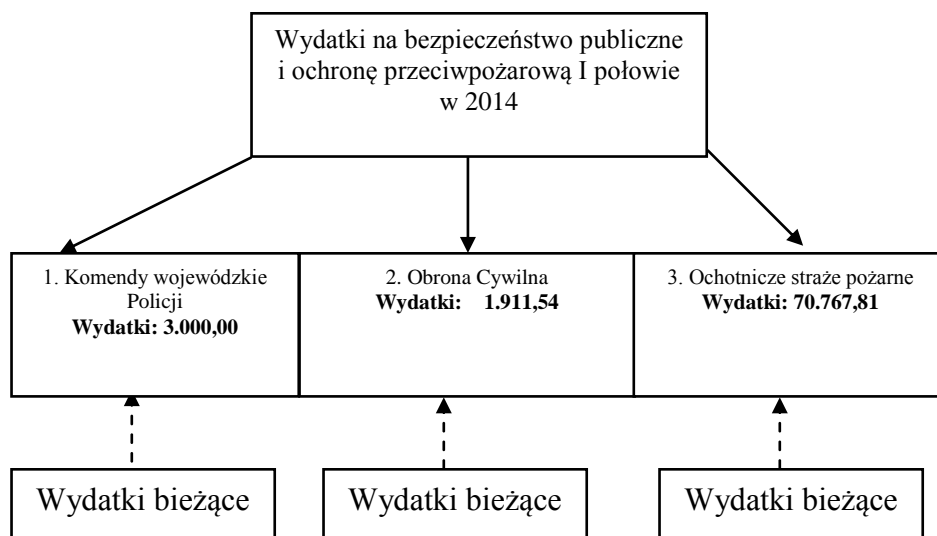 Wydatki na bezpieczeństwo publiczne
i ochronę przeciwpożarową I połowie
w 2014
1. Komendy wojewódzkie
Policji
Wydatki: 3.000,00
2. Obrona Cywilna
Wydatki: 1.911,54
3. Ochotnicze straże pożarne
Wydatki: 70.767,81
Wydatki bieżące
Wydatki bieżące
Wydatki bieżące